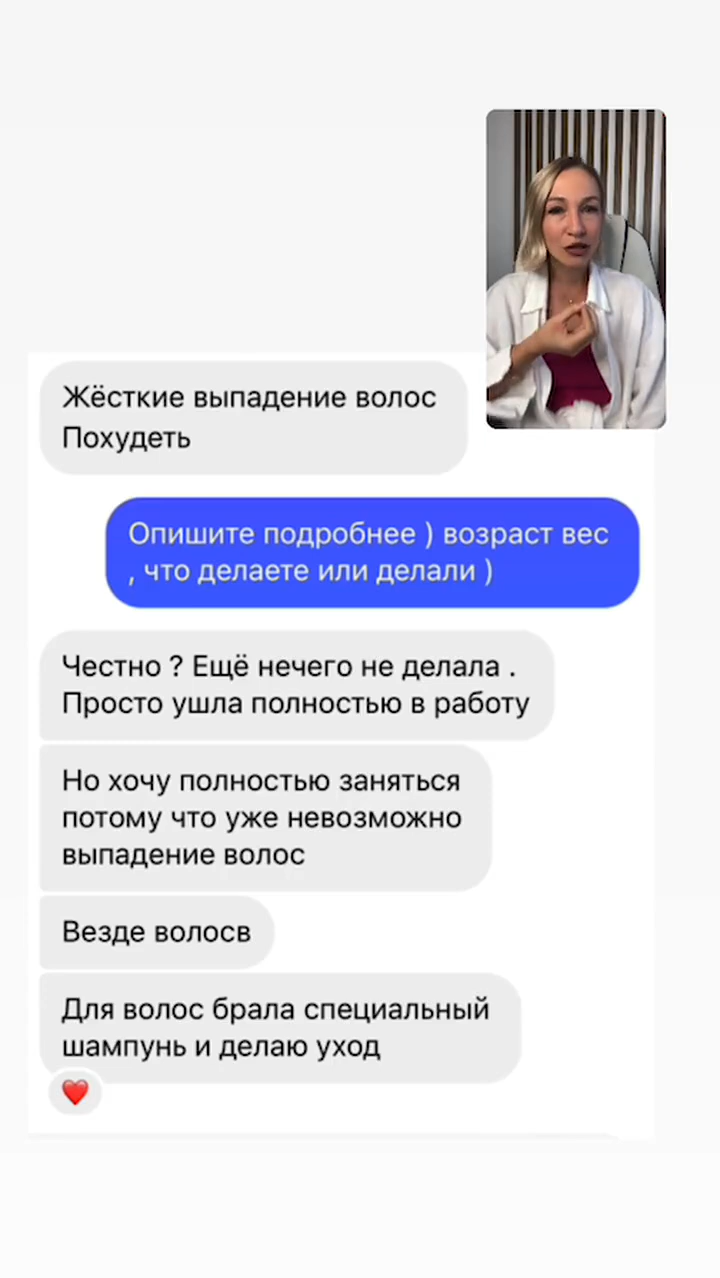 Жёсткие выпадение волос
Похудеть
Опишите подробнее ) возраст вес
, что делаете или делали )
Честно ? Ещё нечего не делала .
Просто ушла полностью в работу
Но хочу полностью заняться
потому что уже невозможно
выпадение волос
Везде волосв
Для волос брала специальный
шампунь и делаю уход